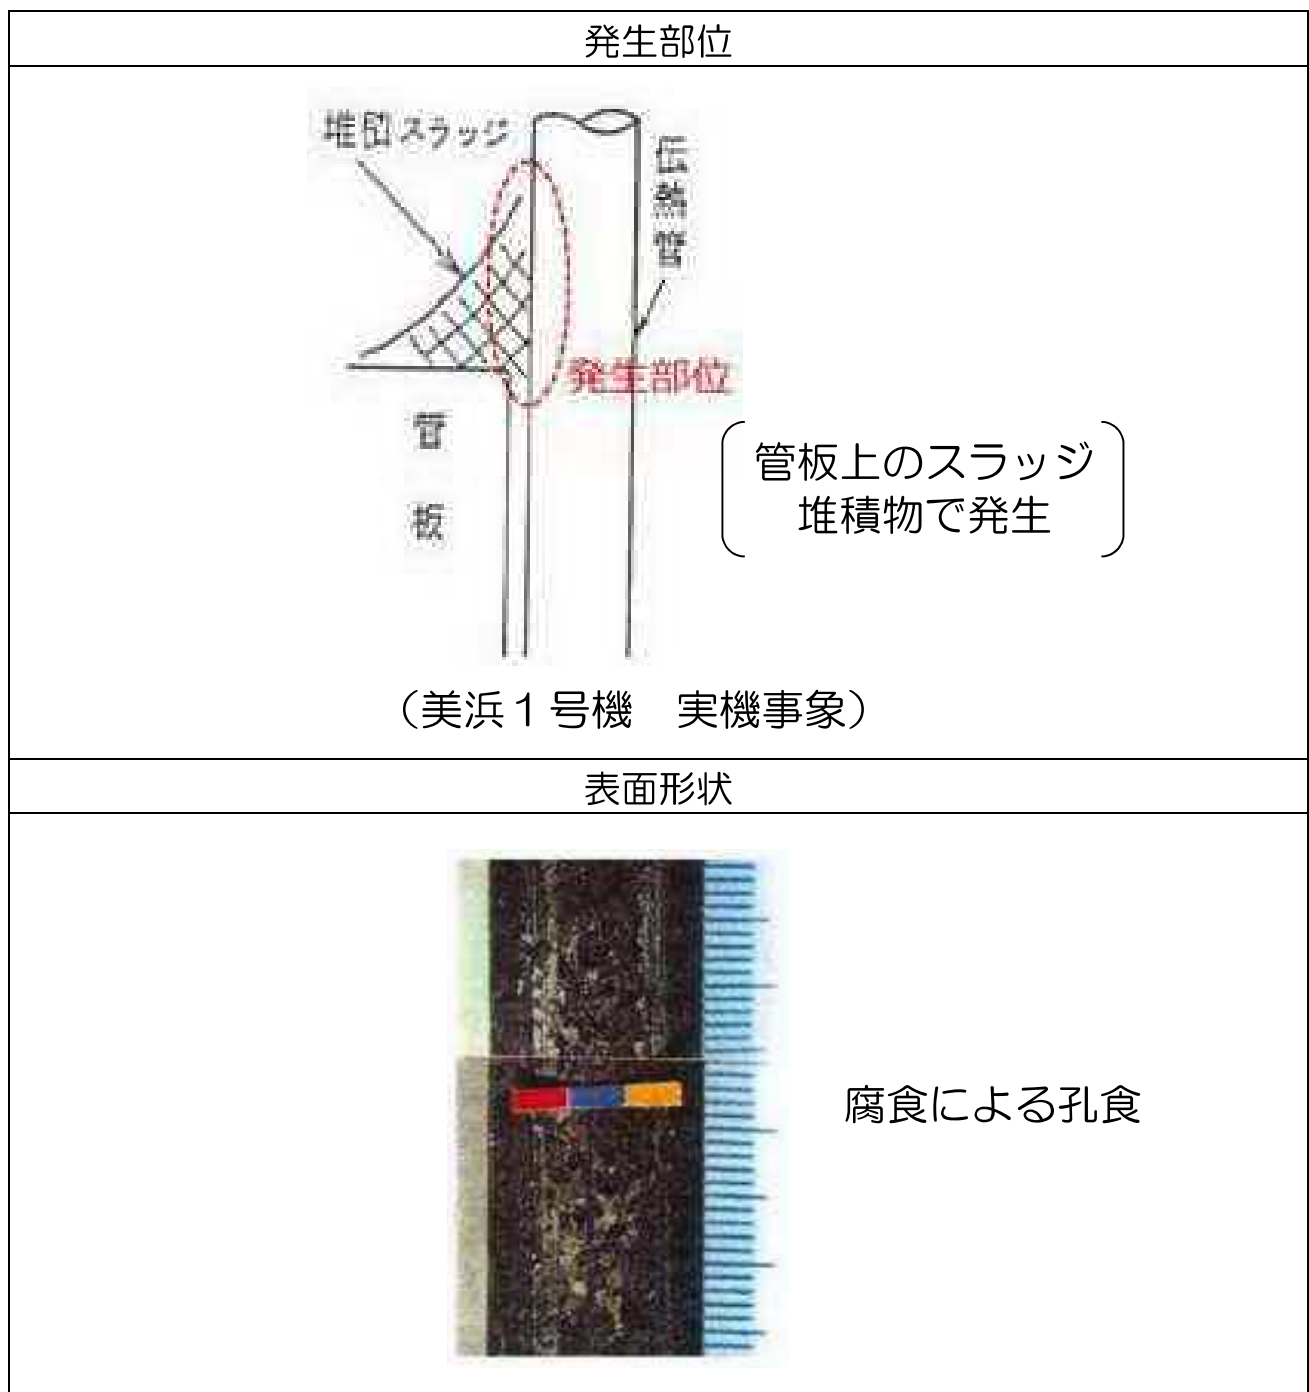 発生部位
堆固スラッジ
伝熱管
発生部位
管板
管板上のスラッジ
堆積物で発生
（美浜１号機　実機事象）
表面形状
腐食による孔食